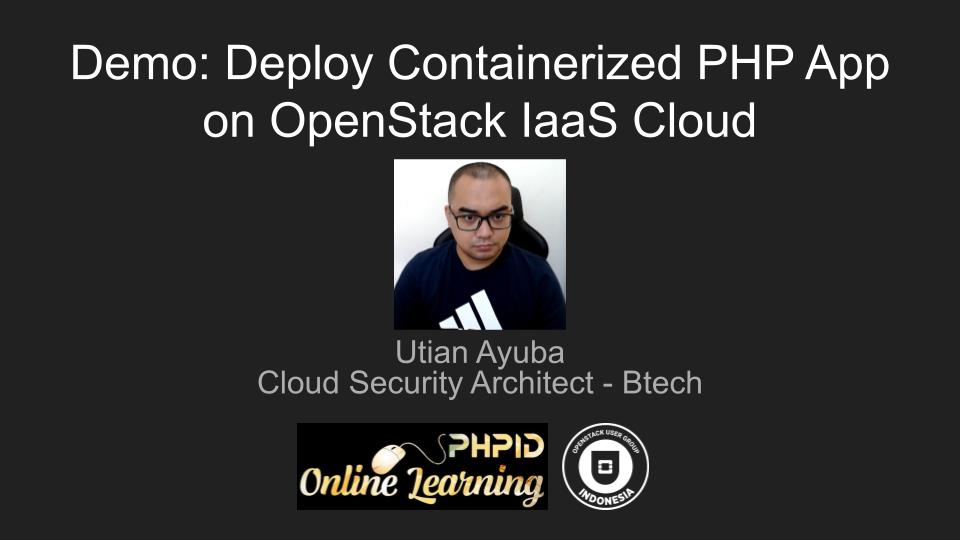 Demo: Deploy Containerized PHP App
on OpenStack IaaS Cloud
Utian Ayuba
Cloud Security Architect - Btech
PHPID
Online Learning
OPENSTACK USER GROUP
INDONESIA